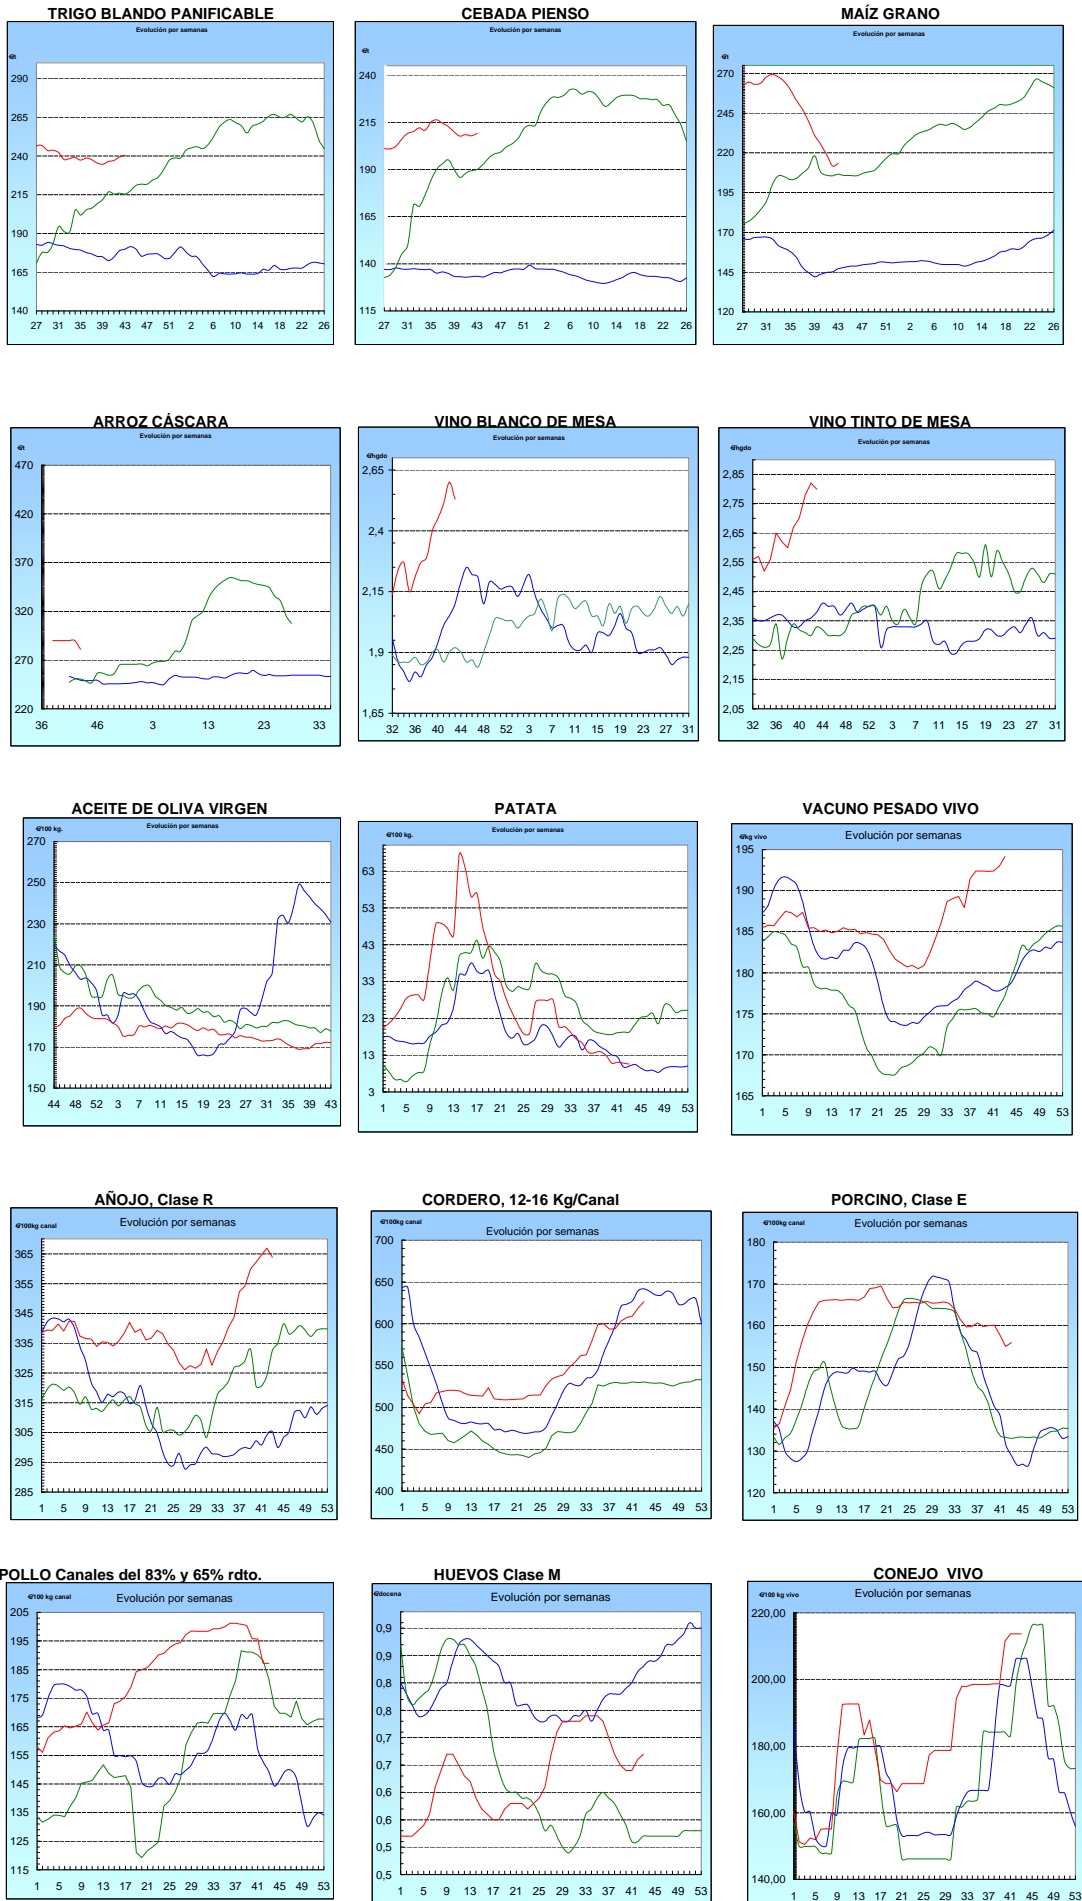 TRIGO BLANDO PANIFICABLE
Evolución por semanas
€/t
290
265
240
215
190
165
140
27 31 35 39 43 47 51 2 6 10 14 18 22 26
CEBADA PIENSO
Evolución por semanas
€/t
240
215
190
165
140
115
27 31 35 39 43 47 51 2 6 10 14 18 22 26
MAÍZ GRANO
Evolución por semanas
€/t
270
245
220
195
170
145
120
27 31 35 39 43 47 51 2 6 10 14 18 22 26
ARROZ CÁSCARA
Evolución por semanas
€/t
470
420
370
320
270
220
36 46 3 13 23 33
VINO BLANCO DE MESA
Evolución por semanas
€/hgdo
2,65
2,4
2,15
1,9
1,65
32 36 40 44 48 52 3 7 11 15 19 23 27 31
VINO TINTO DE MESA
Evolución por semanas
€/hgdo
2,85
2,75
2,65
2,55
2,45
2,35
2,25
2,15
2,05
32 36 40 44 48 52 3 7 11 15 19 23 27 31
ACEITE DE OLIVA VIRGEN
Evolución por semanas
€/100 kg.
270
250
230
210
190
170
150
44 48 52 3 7 11 15 19 23 27 31 35 39 43
PATATA
Evolución por semanas
€/100 kg.
63
53
43
33
23
13
3
1 5 9 13 17 21 25 29 33 37 41 45 49 53
VACUNO PESADO VIVO
Evolución por semanas
€/kg vivo
195
190
185
180
175
170
165
1 5 9 13 17 21 25 29 33 37 41 45 49 53
AÑOJO, Clase R
Evolución por semanas
€/100kg canal
365
355
345
335
325
315
305
295
285
1 5 9 13 17 21 25 29 33 37 41 45 49 53
CORDERO, 12-16 Kg/Canal
Evolución por semanas
€/100kg canal
700
650
600
550
500
450
400
1 5 9 13 17 21 25 29 33 37 41 45 49 53
PORCINO, Clase E
Evolución por semanas
€/100kg canal
180
170
160
150
140
130
120
1 5 9 13 17 21 25 29 33 37 41 45 49 53
POLLO Canales del 83% y 65% rdto.
Evolución por semanas
€/100 kg canal
205
195
185
175
165
155
145
135
125
115
1 5 9 13 17 21 25 29 33 37 41 45 49 53
HUEVOS Clase M
Evolución por semanas
€/docena
0,9
0,9
0,8
0,8
0,7
0,7
0,6
0,6
0,5
0,5
1 5 9 13 17 21 25 29 33 37 41 45 49 53
CONEJO VIVO
Evolución por semanas
€/100 kg vivo
220,00
200,00
180,00
160,00
140,00
1 5 9 13 17 21 25 29 33 37 41 45 49 53